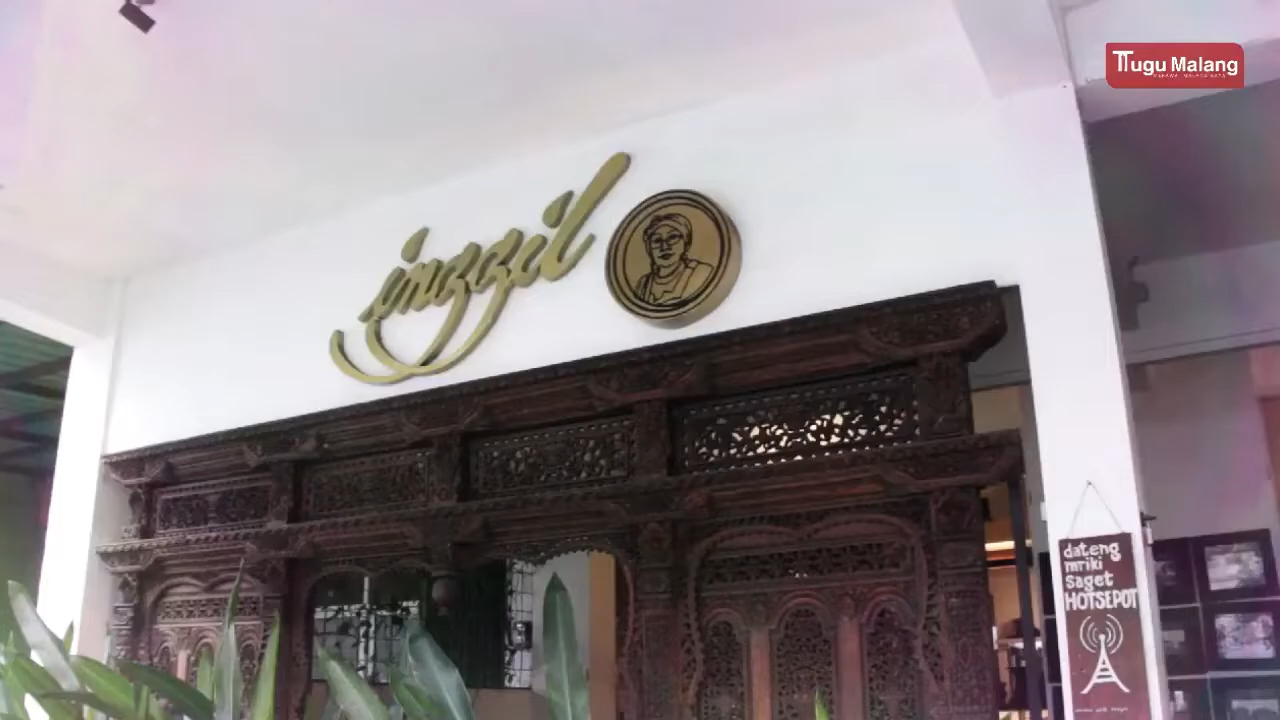 Tugu Malang
inggil
dateng
mriki
saget
HOTSEPOT